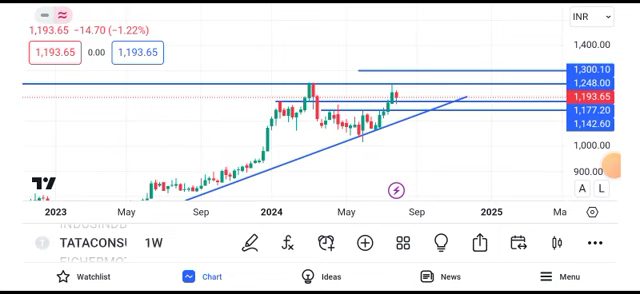 INR
1,193.65 −14.70 (−1.22%)
1,193.65 0.00 1,193.65
1,400.00
1,300.10
1,248.00
1,193.65
1,177.20
1,142.60
1,000.00
900.00
A L
2023 May Sep 2024 May Sep 2025 Ma
INDUSINDB
T TATACONSU 1W
FICHERMOT
Watchlist Chart Ideas News Menu